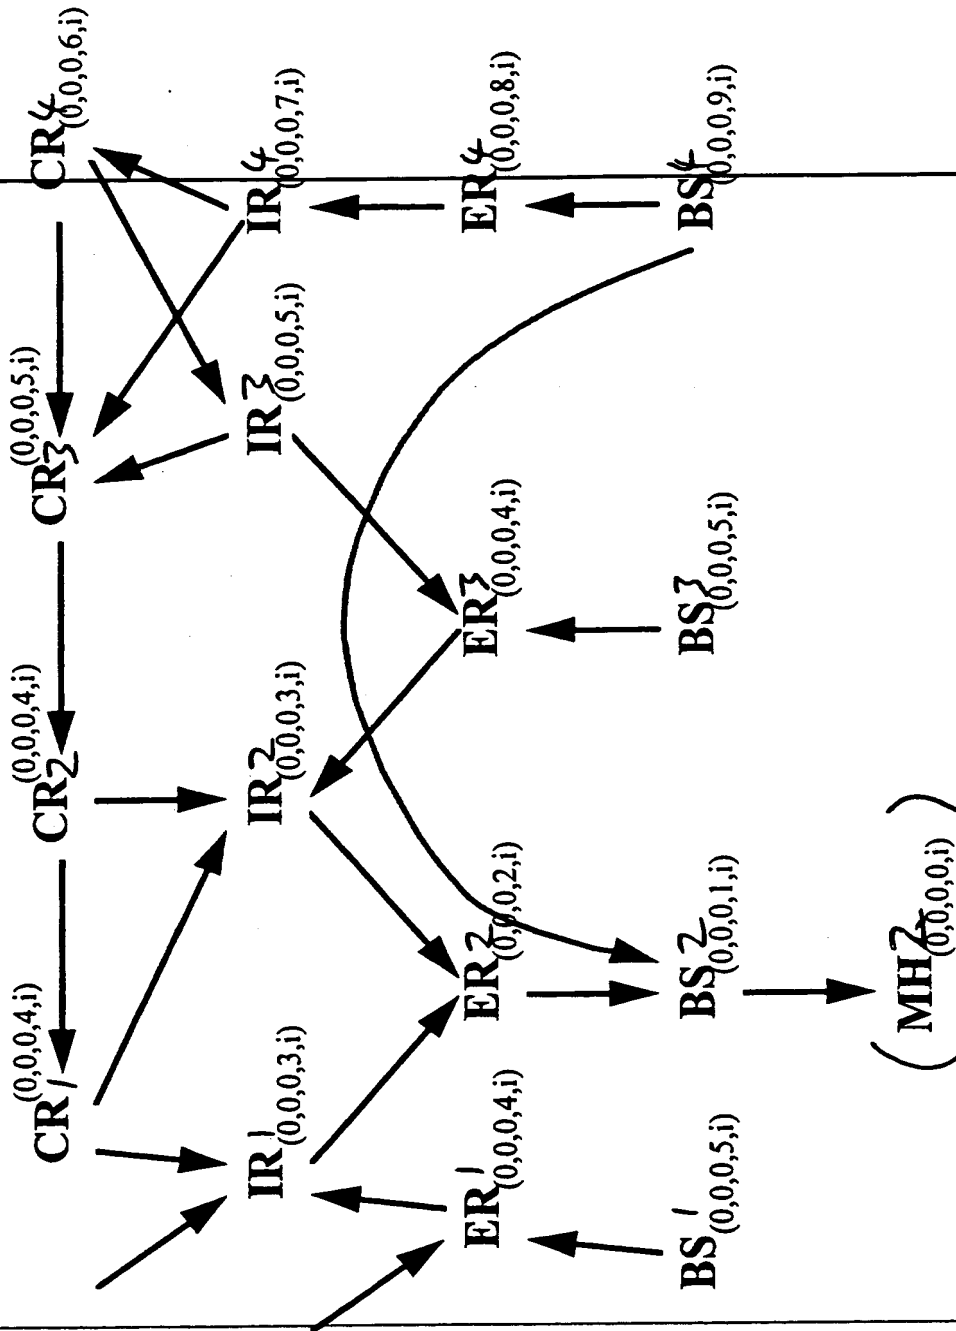 CR1 (0,0,0,4,i) CR2 (0,0,0,4,i) CR3 (0,0,0,5,i) CR4 (0,0,0,6,i)
IR1 (0,0,0,3,i) IR2 (0,0,0,3,i) IR3 (0,0,0,5,i) IR4 (0,0,0,7,i)
ER1 (0,0,0,4,i) ER2 (0,0,0,2,i) ER3 (0,0,0,4,i) ER4 (0,0,0,8,i)
BS1 (0,0,0,5,i) BS2 (0,0,0,1,i) BS3 (0,0,0,5,i) BS4 (0,0,0,9,i)
(MH2 (0,0,0,0,i))